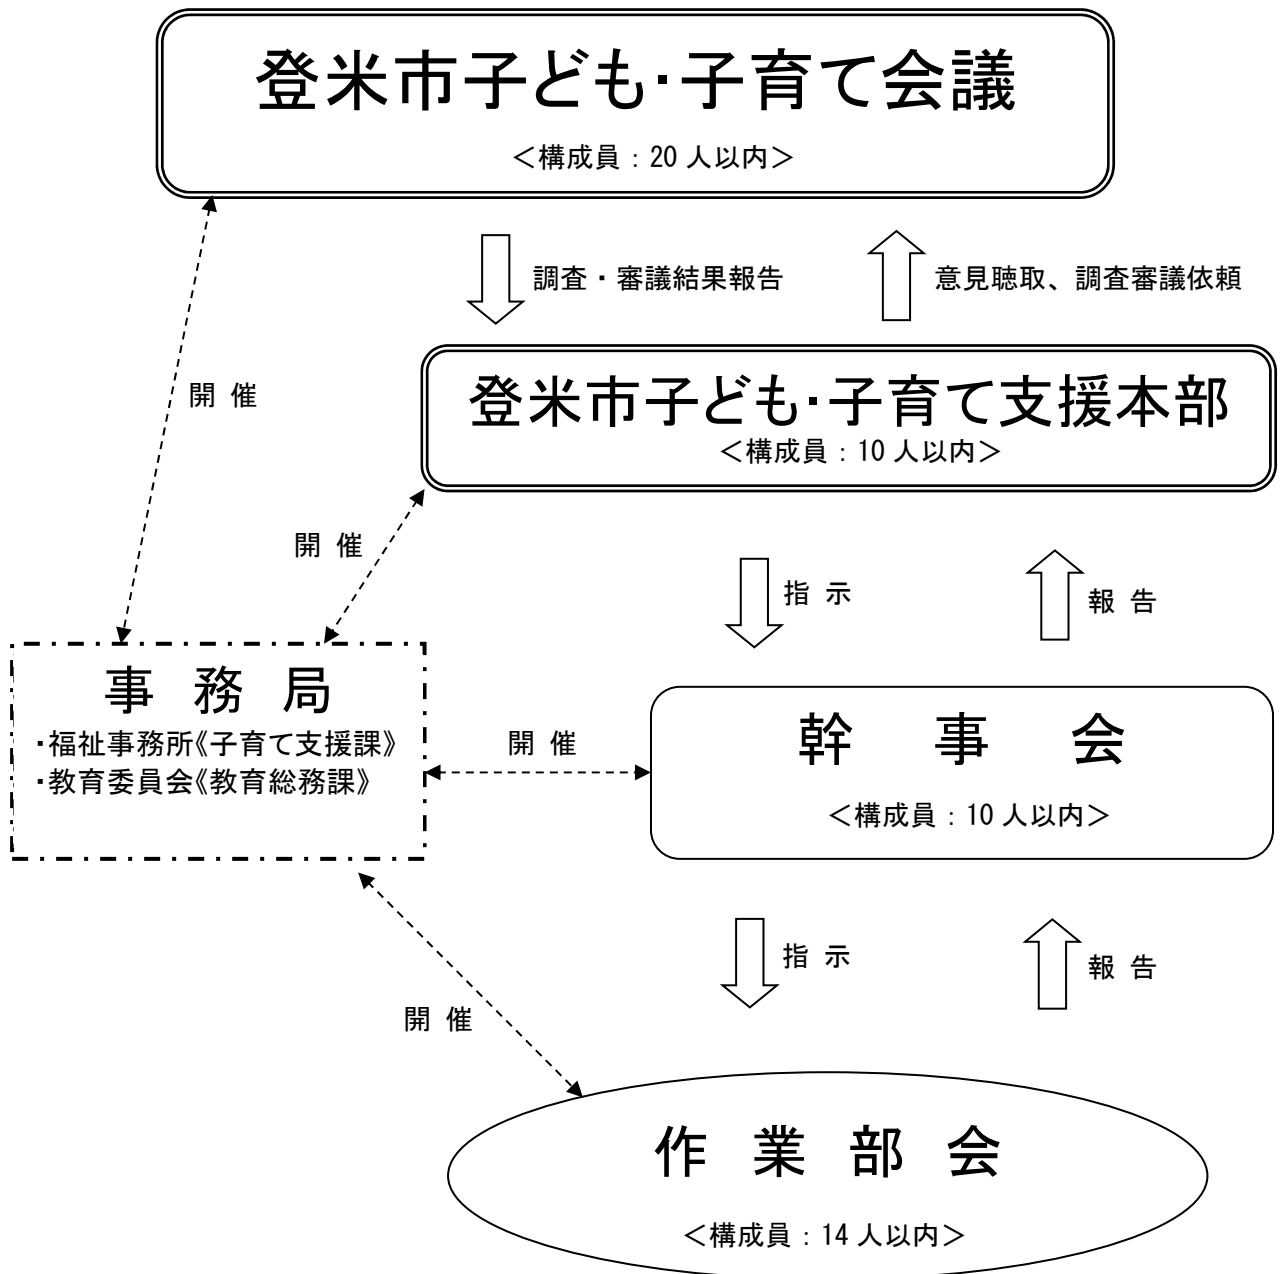 登米市子ども・子育て会議
＜構成員：20 人以内＞
調査・審議結果報告
意見聴取、調査審議依頼
開 催
登米市子ども・子育て支援本部
＜構成員：10 人以内＞
開 催
指 示
報 告
事 務 局
・福祉事務所《子育て支援課》
・教育委員会《教育総務課》
開 催
幹 事 会
＜構成員：10 人以内＞
指 示
報 告
開 催
作 業 部 会
＜構成員：14 人以内＞